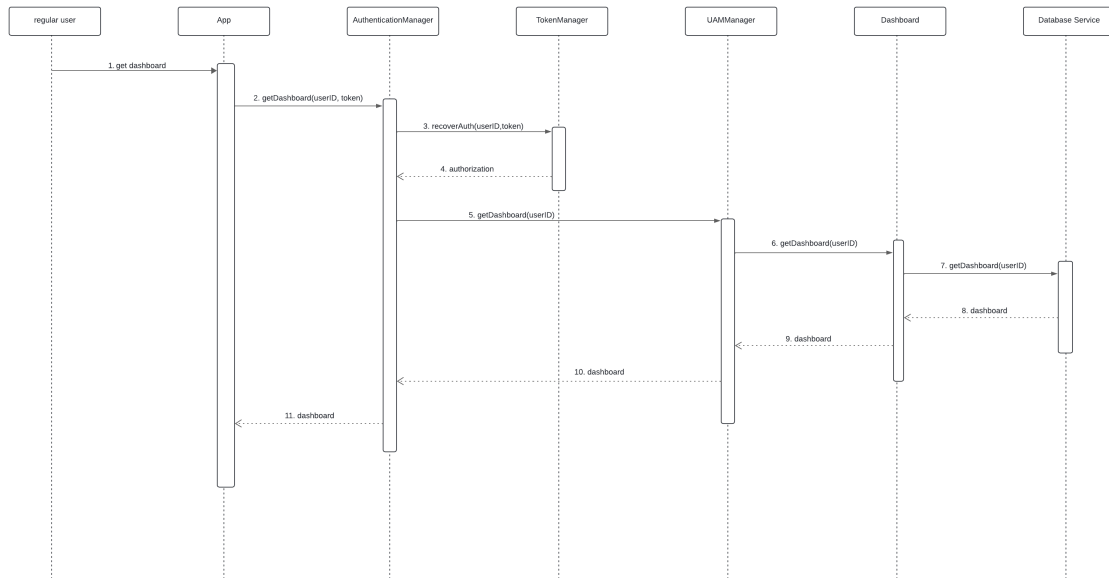 regular user
App
AuthenticationManager
TokenManager
UAMManager
Dashboard
Database Service
1. get dashboard
2. getDashboard(userID, token)
3. recoverAuth(userID,token)
4. authorization
5. getDashboard(userID)
6. getDashboard(userID)
7. getDashboard(userID)
8. dashboard
9. dashboard
10. dashboard
11. dashboard